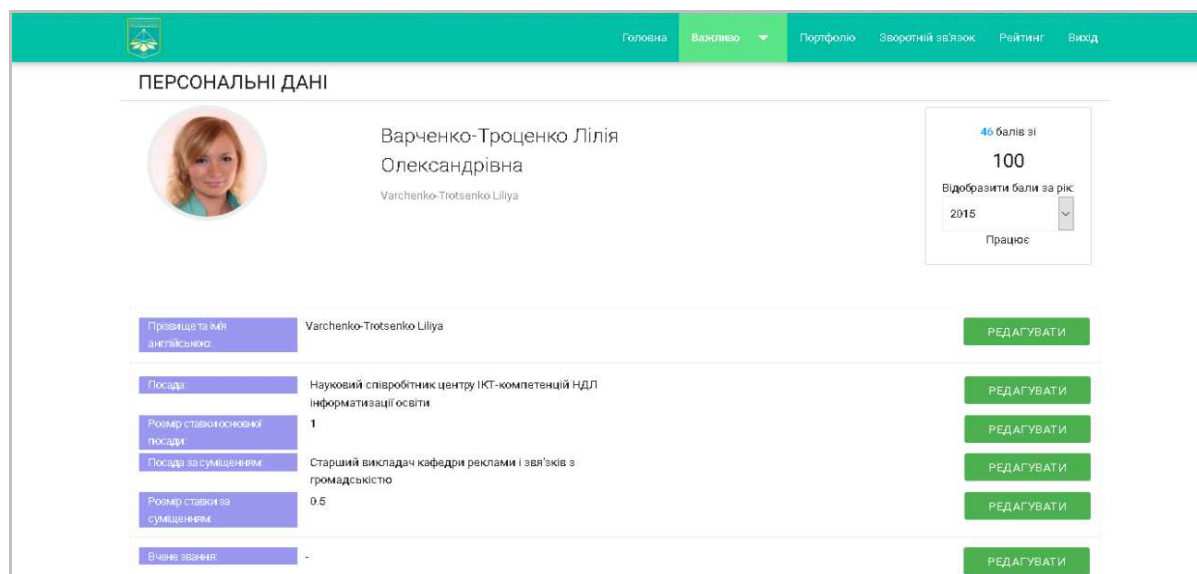 Головна Важливо Портфоліо Зворотній зв'язок Рейтинг Вихід
ПЕРСОНАЛЬНІ ДАНІ
Варченко-Троценко Лілія
Олександрівна
Varchenko-Trotsenko Liliya
46 балів зі
100
Відобразити бали за рік:
2015
Працює
Прізвище та ім'я
англійською:
Varchenko-Trotsenko Liliya
РЕДАГУВАТИ
Посада:
Науковий співробітник центру ІКТ-компетенцій НДЛ
інформатизації освіти
РЕДАГУВАТИ
Розмір ставки основної
посади:
1
РЕДАГУВАТИ
Посада за суміщенням:
Старший викладач кафедри реклами і звя'зків з
громадськістю
РЕДАГУВАТИ
Розмір ставки за
суміщенням:
0.5
РЕДАГУВАТИ
Вчене звання:
-
РЕДАГУВАТИ